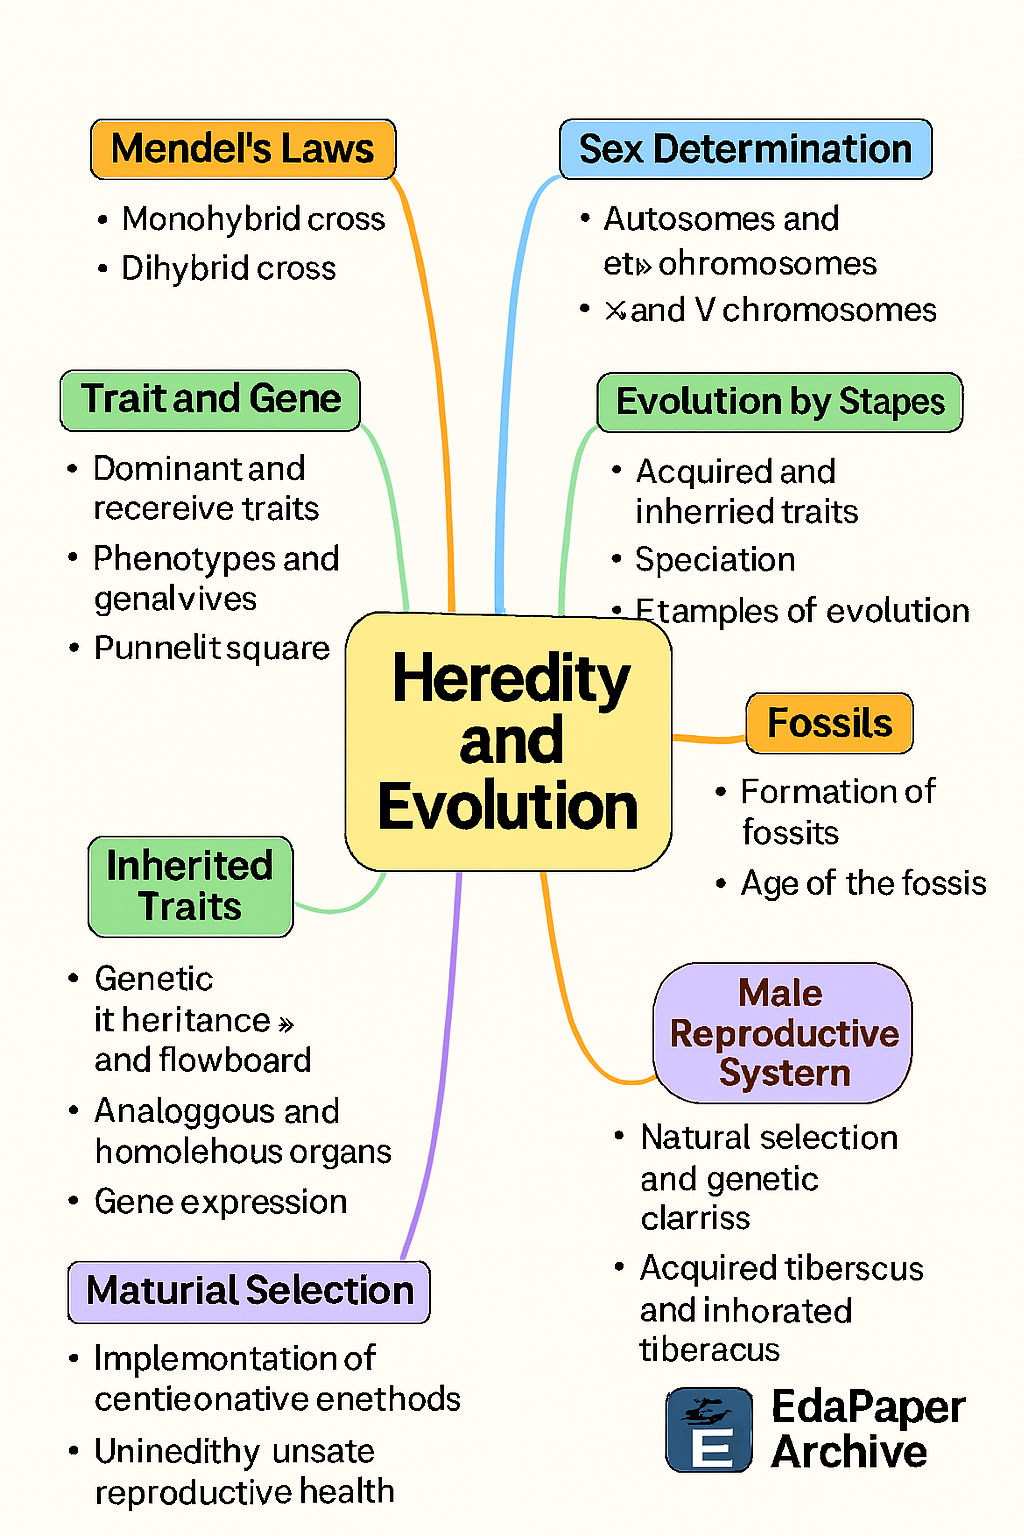 Mendel's Laws
• Monohybrid cross
• Dihybrid cross
Sex Determination
• Autosomes and
et» ohromosomes
• and V chromosomes
Trait and Gene
• Dominant and
recereive traits
• Phenotypes and
genalvives
• Punnelit square
Evolution by Stapes
• Acquired and
inherried traits
• Speciation
• Etamples of evolution
Heredity
and
Evolution
Fossils
• Formation of
fossits
• Age of the fossis
Inherited
Traits
• Genetic
it heritance »
and flowboard
• Analoggous and
homolehous organs
• Gene expression
Male
Reproductive
Systern
• Natural selection
and genetic
clarriss
• Acquired tiberscus
and inhorated
tiberacus
Maturial Selection
• Implemontation of
centieonative enethods
• Uninedithy unsate
reproductive health
E
EdaPaper
Archive